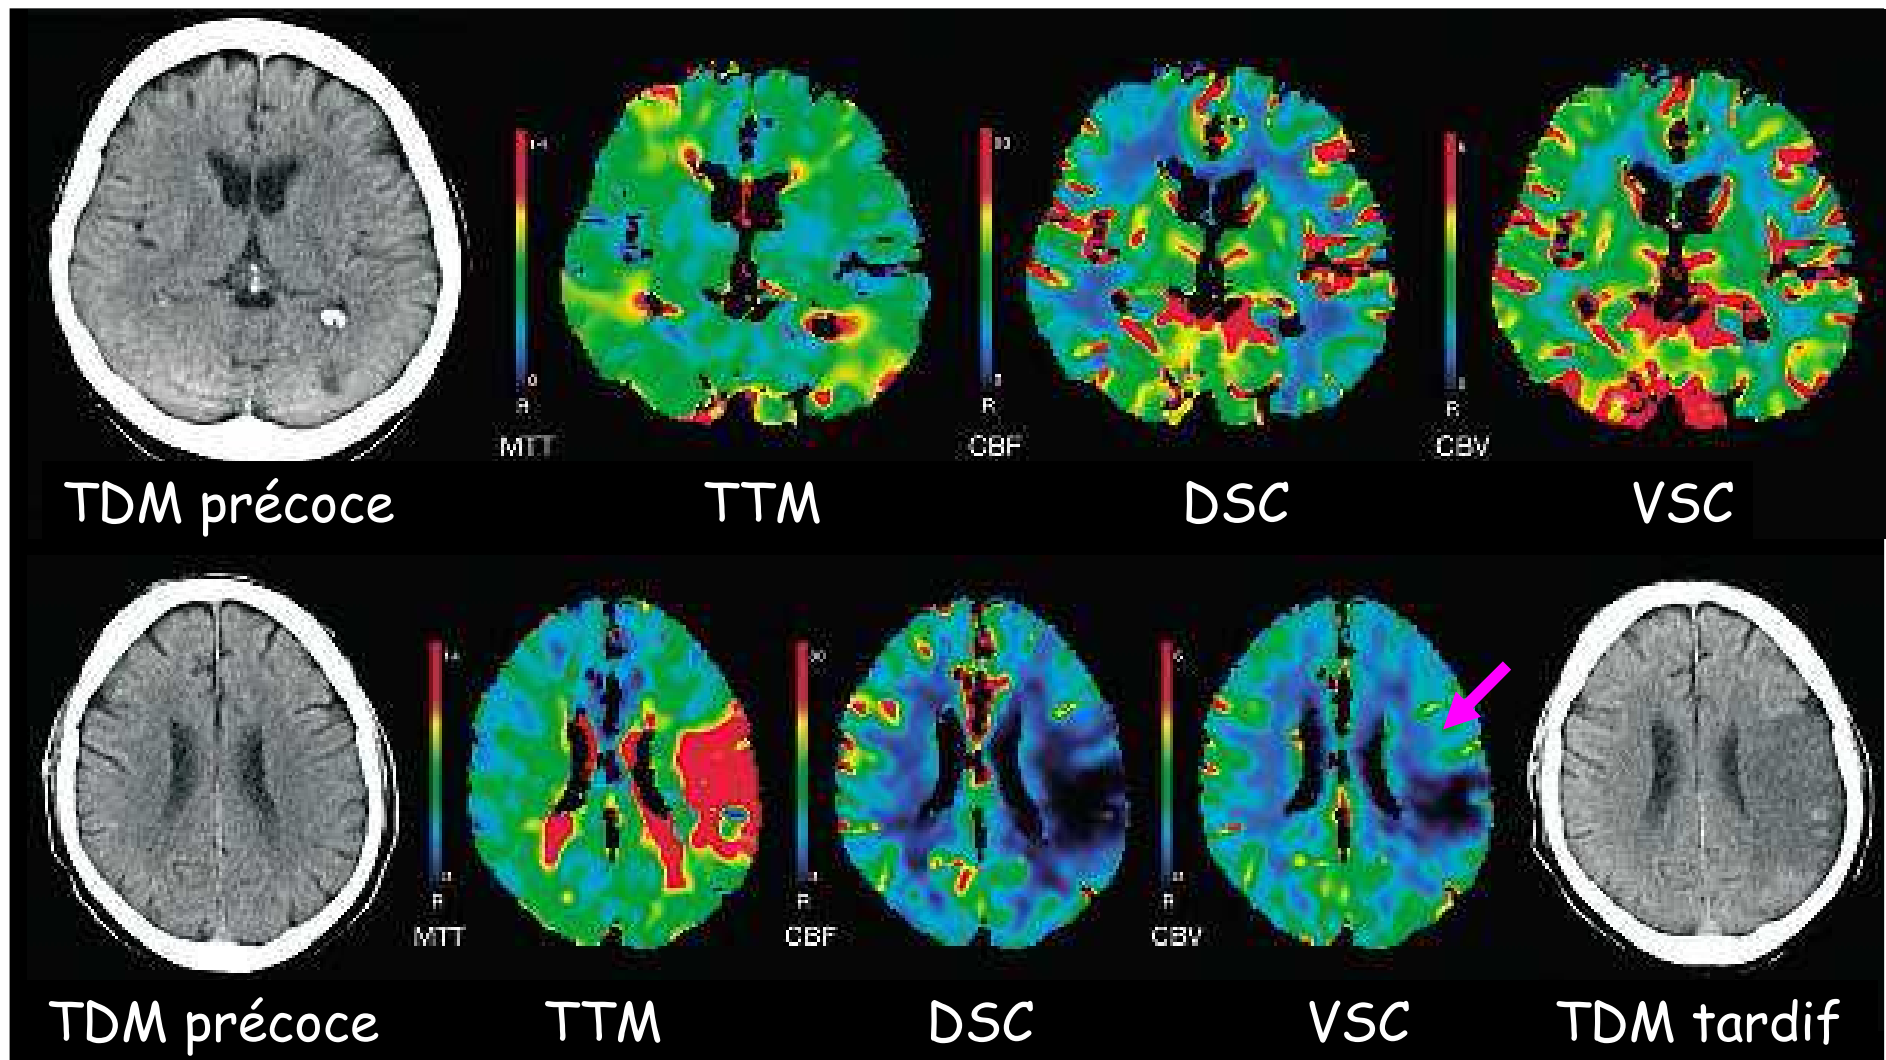 R R R
MTT CBF CBV
TDM précoce TTM DSC VSC
R R R
MTT CBF CBV
TDM précoce TTM DSC VSC TDM tardif